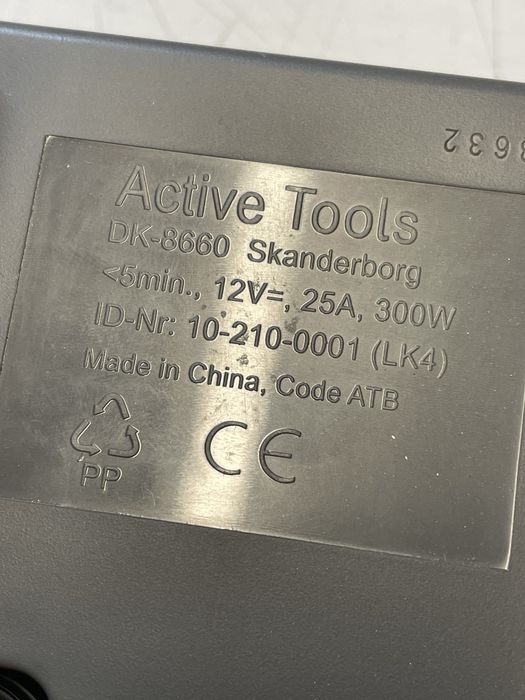 Active Tools
DK-8660 Skanderborg
<5min., 12V=, 25A, 300W
ID-Nr: 10-210-0001 (LK4)
Made in China, Code ATB
PP
CE